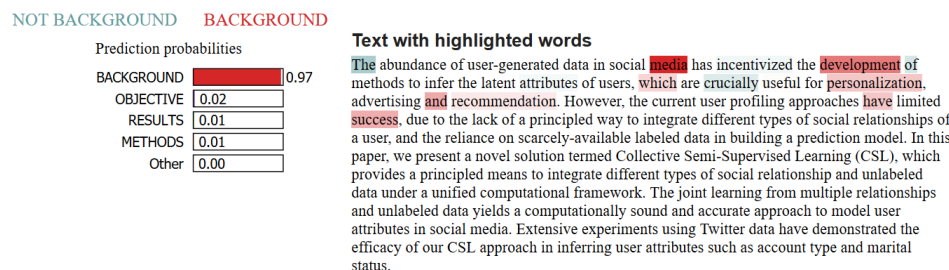 NOT BACKGROUND BACKGROUND
Prediction probabilities
BACKGROUND 0.97
OBJECTIVE 0.02
RESULTS 0.01
METHODS 0.01
Other 0.00
Text with highlighted words
The abundance of user-generated data in social media has incentivized the development of
methods to infer the latent attributes of users, which are crucially useful for personalization,
advertising and recommendation. However, the current user profiling approaches have limited
success, due to the lack of a principled way to integrate different types of social relationships of
a user, and the reliance on scarcely-available labeled data in building a prediction model. In this
paper, we present a novel solution termed Collective Semi-Supervised Learning (CSL), which
provides a principled means to integrate different types of social relationship and unlabeled
data under a unified computational framework. The joint learning from multiple relationships
and unlabeled data yields a computationally sound and accurate approach to model user
attributes in social media. Extensive experiments using Twitter data have demonstrated the
efficacy of our CSL approach in inferring user attributes such as account type and marital
status.